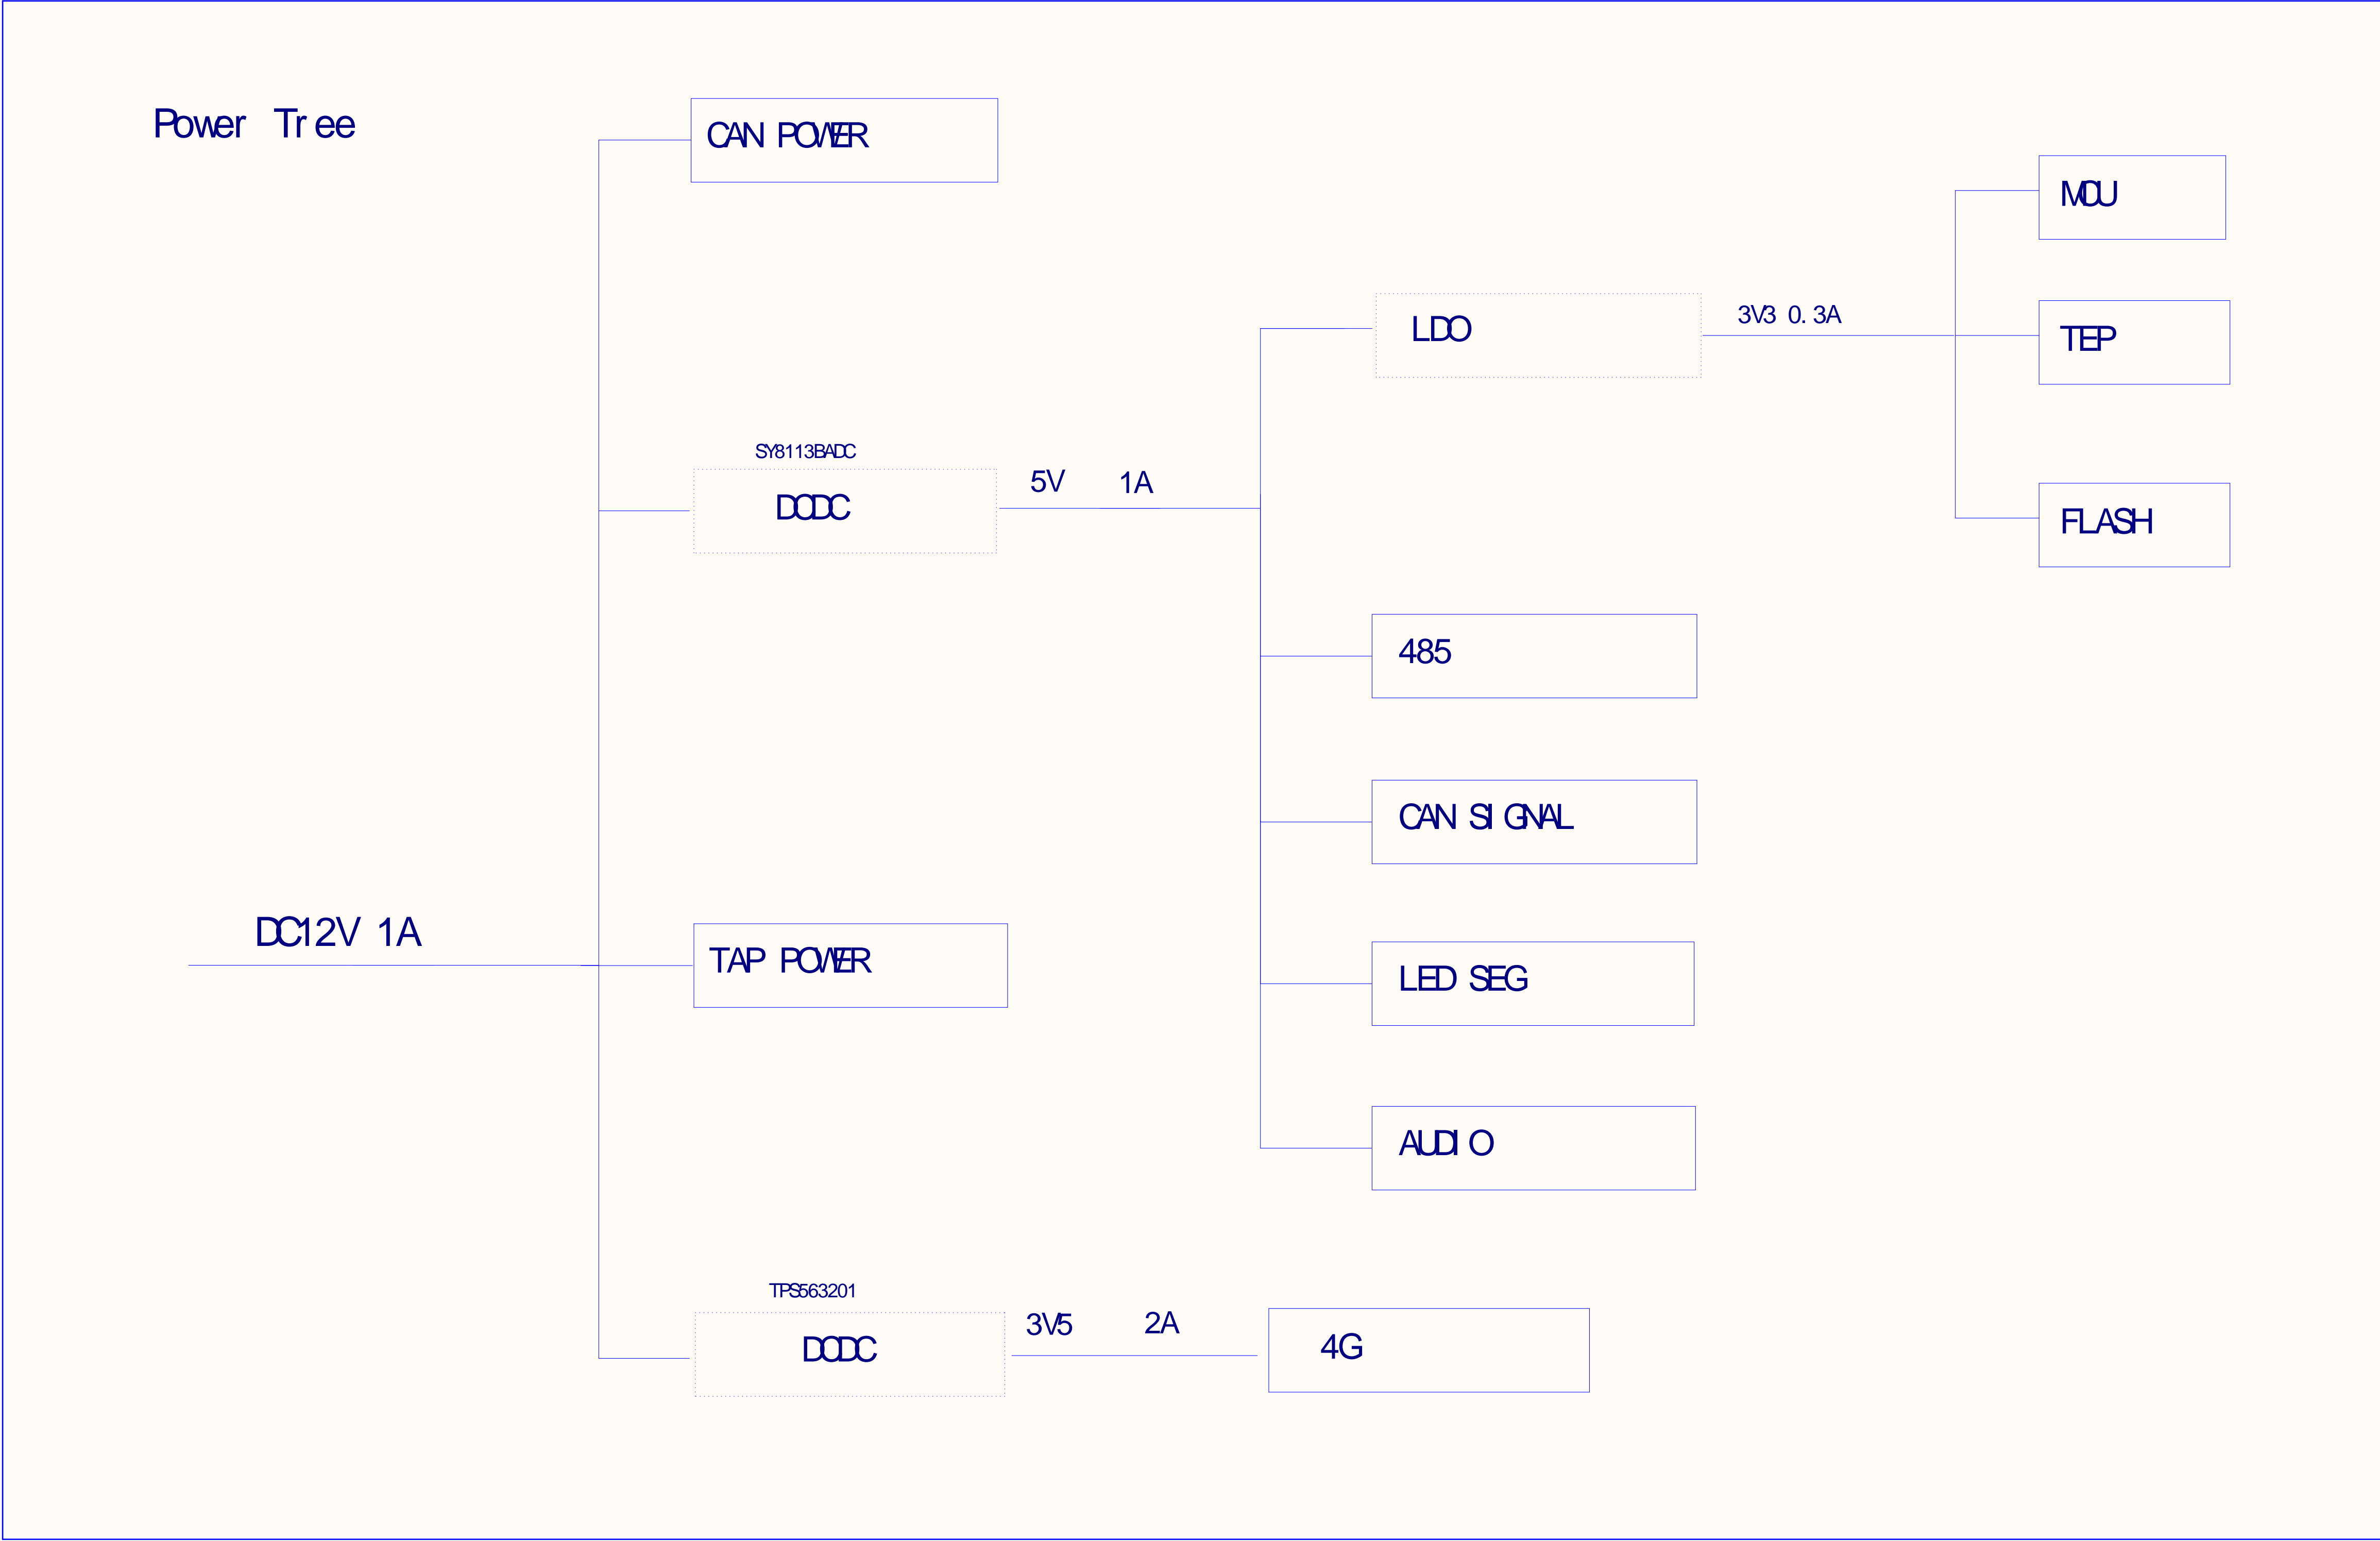 Power Tree
CAN POWER
MCU
3V3 0.3A
LDO
TEP
SY8113BADC
5V 1A
DCDC
FLASH
485
CAN SIGNAL
DC12V 1A
TAP POWER
LED SEG
AUDIO
TPS563201
3V5 2A
DCDC
4G